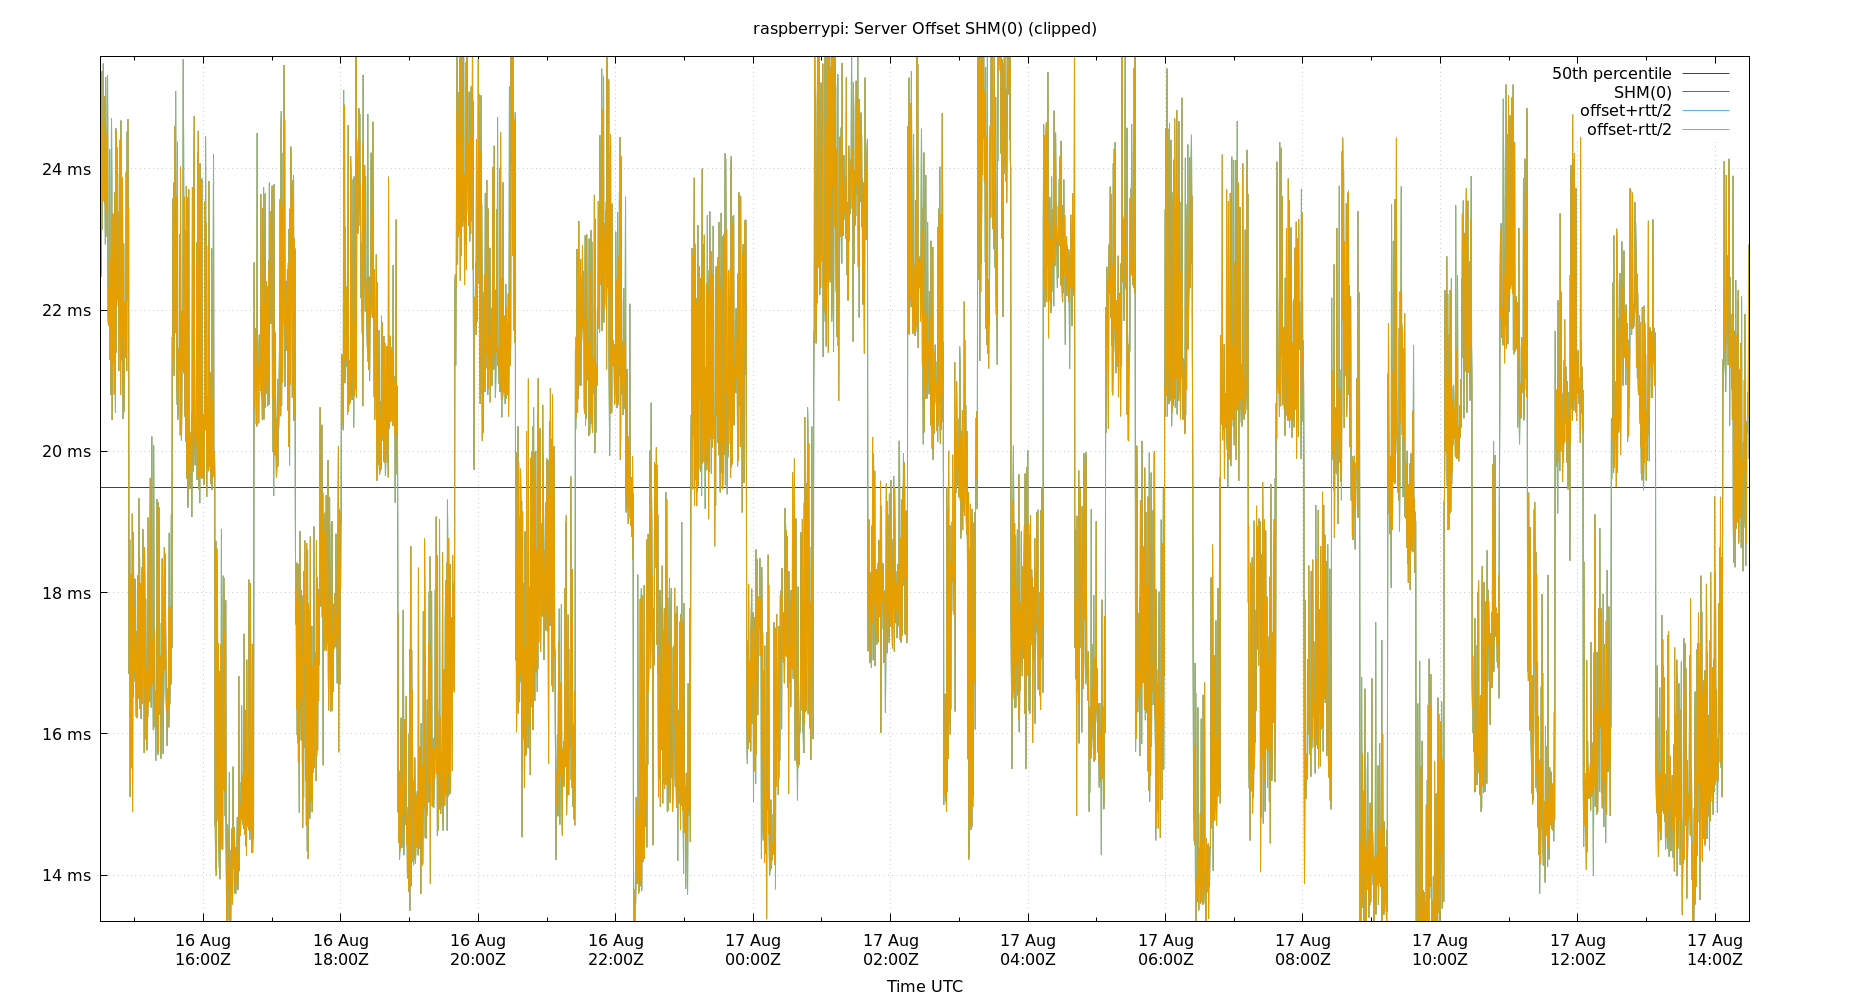 raspberrypi: Server Offset SHM(0) (clipped)
50th percentile
SHM(0)
offset+rtt/2
offset-rtt/2
24 ms
22 ms
20 ms
18 ms
16 ms
14 ms
16 Aug 16 Aug 16 Aug 16 Aug 17 Aug 17 Aug 17 Aug 17 Aug 17 Aug 17 Aug 17 Aug 17 Aug
16:00Z 18:00Z 20:00Z 22:00Z 00:00Z 02:00Z 04:00Z 06:00Z 08:00Z 10:00Z 12:00Z 14:00Z
Time UTC